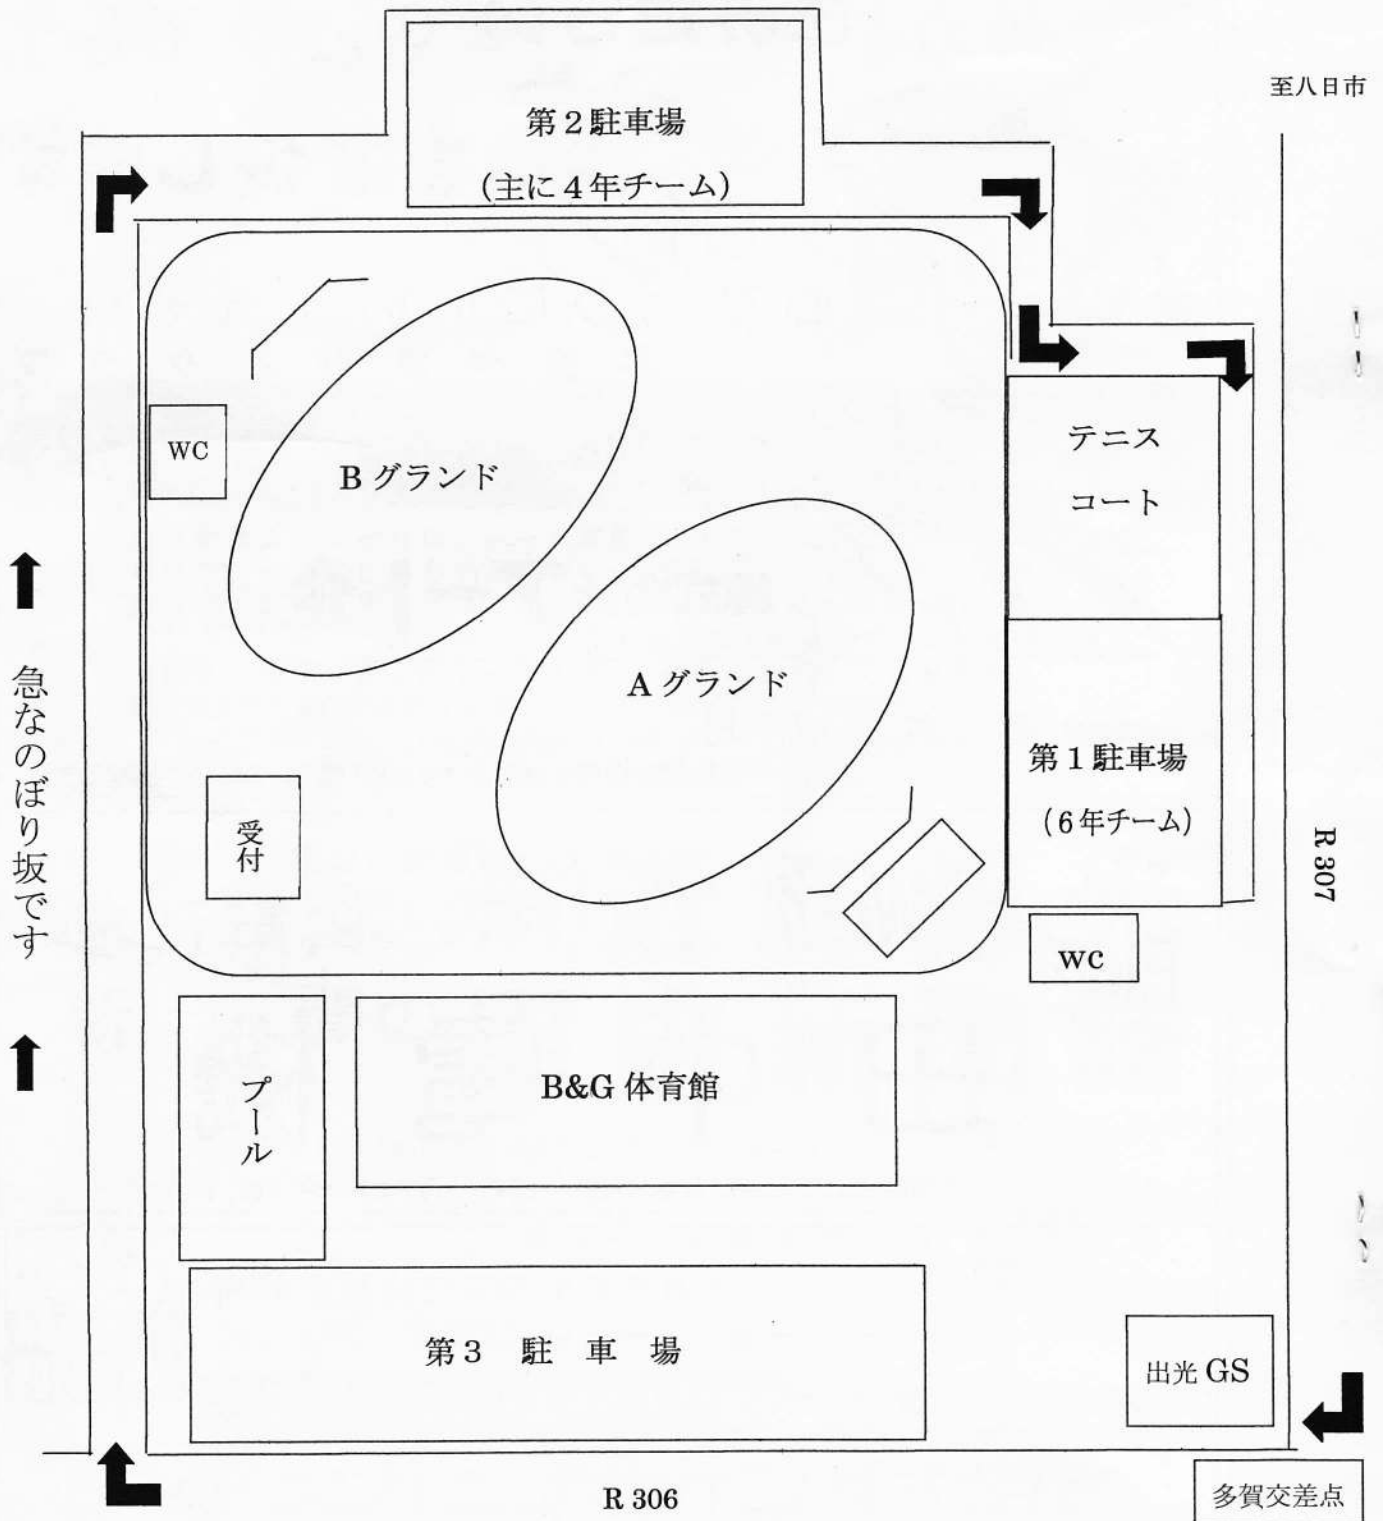 至八日市
第2駐車場
(主に4年チーム)
WC
Bグランド
テニス
コート
Aグランド
急なのぼり坂です
第1駐車場
(6年チーム)
受付
R 307
wc
プール
B&G 体育館
第3 駐 車 場
出光 GS
R 306
多賀交差点